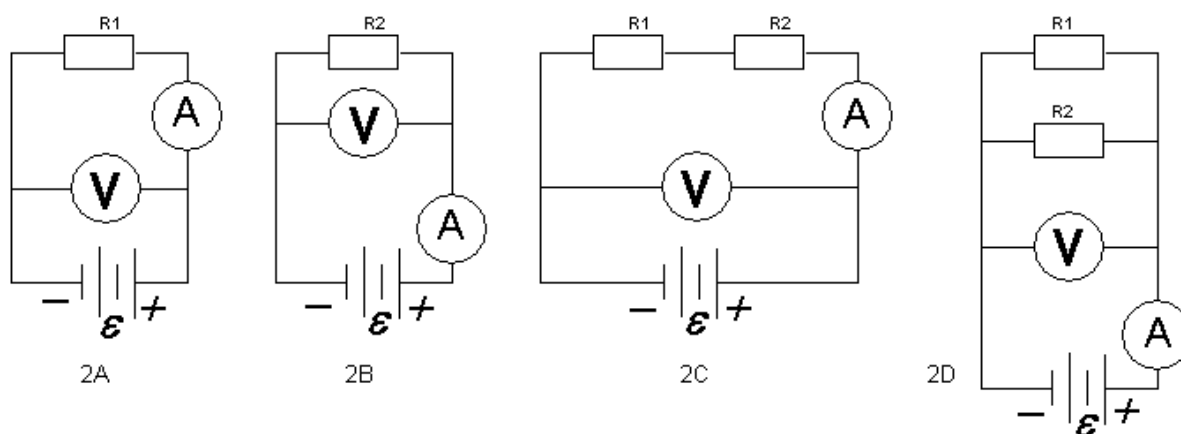 R1
A
V
− +
ε
2A
R2
V
A
− +
ε
2B
R1 R2
A
V
− +
ε
2C
R1
R2
V
A
− +
ε
2D